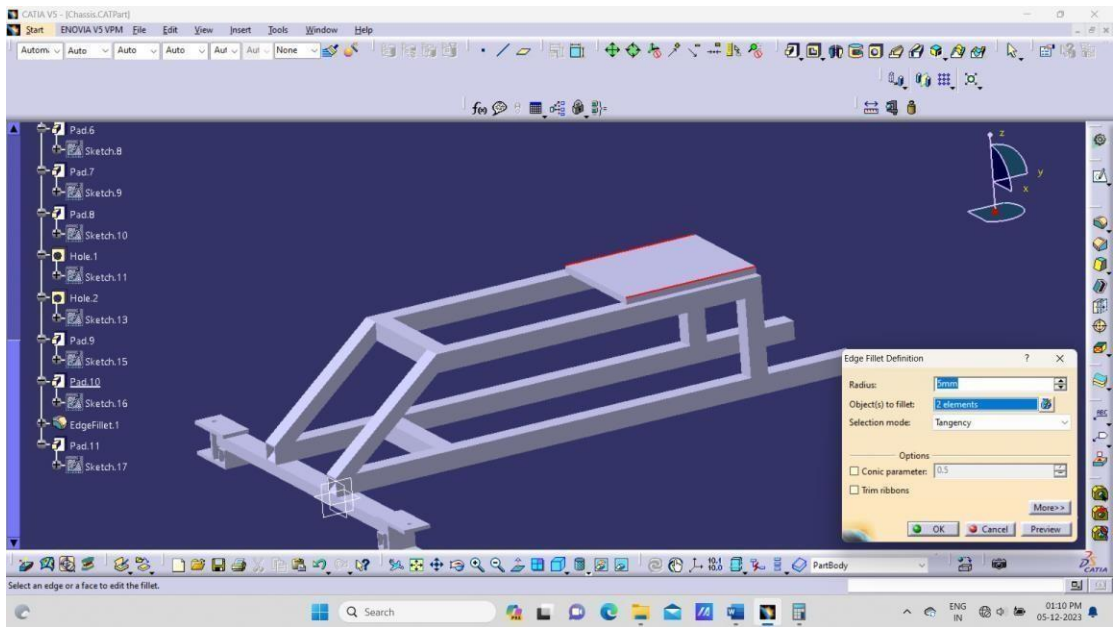 CATIA V5 - [Chassis.CATPart]
Start ENOVIA V5 VPM File Edit View Insert Tools Window Help
Auto Auto Auto None
Pad.6
Sketch.8
Pad.7
Sketch.9
Pad.8
Sketch.10
Hole.1
Sketch.11
Hole.2
Sketch.13
Pad.9
Sketch.15
Pad.10
Sketch.16
EdgeFillet.1
Pad.11
Sketch.17
z
y
x
Edge Fillet Definition ? X
Radius: 5mm
Object(s) to fillet: 2 elements
Selection mode: Tangency
Options
Conic parameter: 0.5
Trim ribbons
More>>
OK Cancel Preview
PartBody
CATIA
Select an edge or a face to edit the fillet.
Search
ENG
IN
01:10 PM
05-12-2023